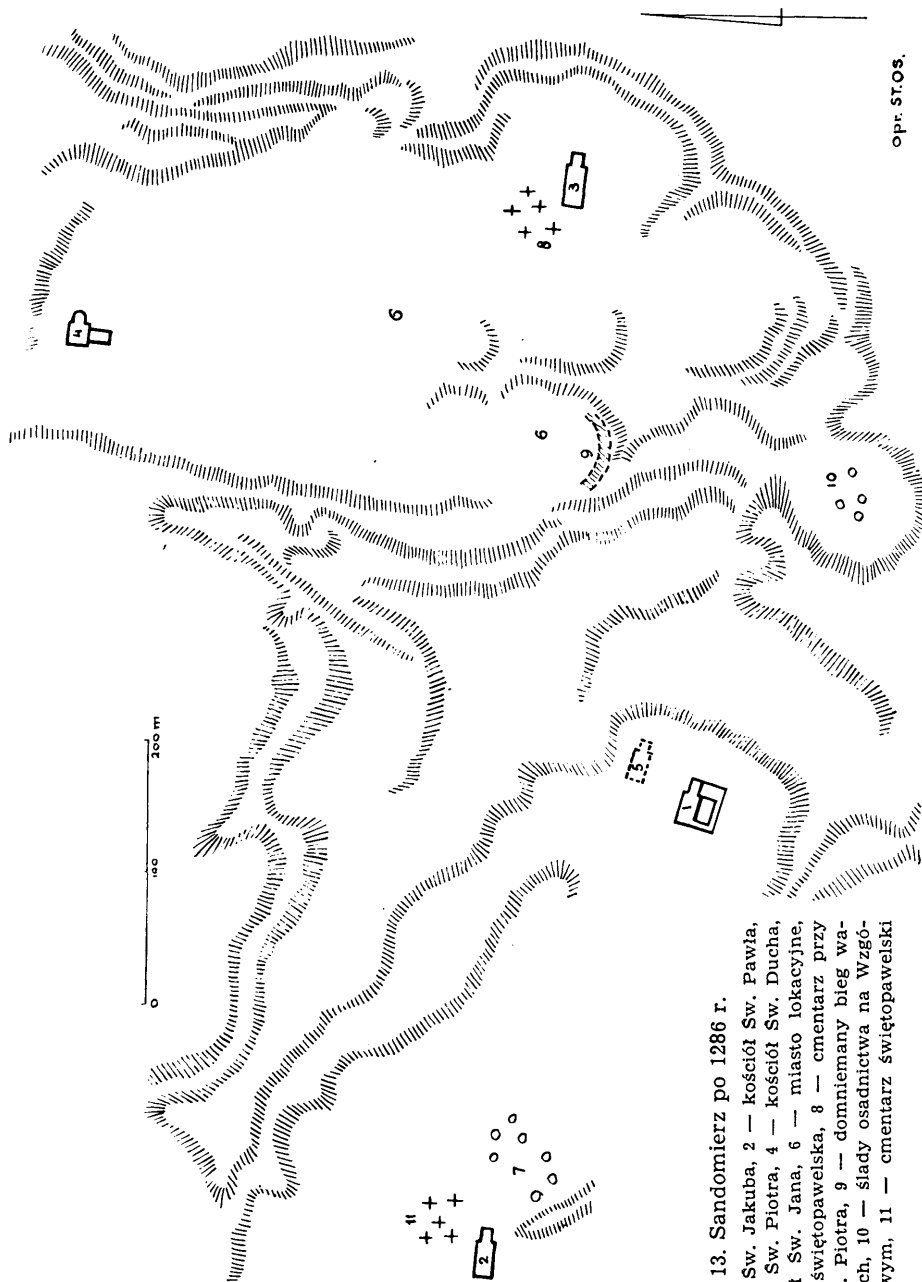 0 100 200 m
1
2
3
4
5
6
6
7
8
9
10
11
opr. ST.OS.
13. Sandomierz po 1286 r.
Św. Jakuba, 2 — kościół Św. Pawła,
Św. Piotra, 4 — kościół Św. Ducha,
Św. Jana, 6 — miasto lokacyjne,
świętopawelska, 8 — cmentarz przy
. Piotra, 9 — domniemany bieg wa-
ch, 10 — ślady osadnictwa na Wzgó-
wym, 11 — cmentarz świętopawelski